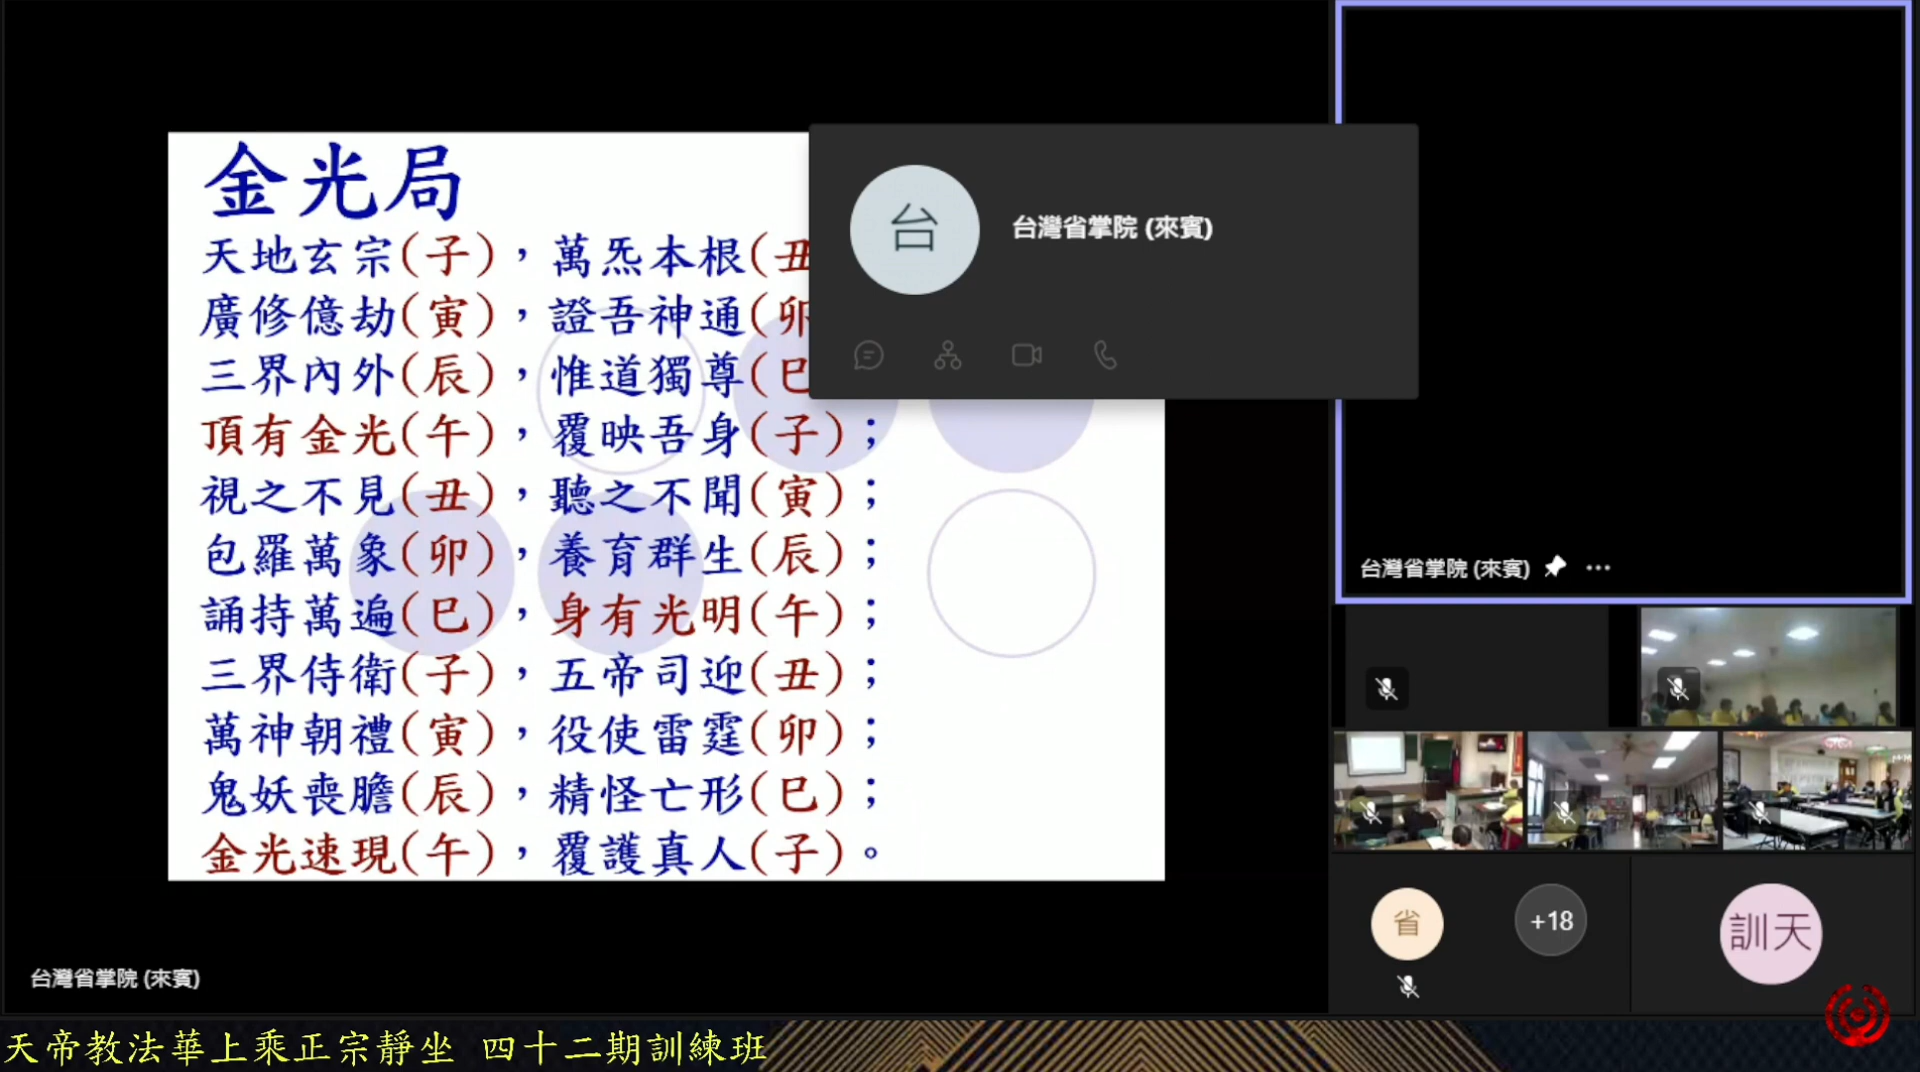 金光局
天地玄宗(子)，萬炁本根(丑
廣修億劫(寅)，證吾神通(卯
三界內外(辰)，惟道獨尊(巳
頂有金光(午)，覆映吾身(子)；
視之不見(丑)，聽之不聞(寅)；
包羅萬象(卯)，養育群生(辰)；
誦持萬遍(巳)，身有光明(午)；
三界侍衛(子)，五帝司迎(丑)；
萬神朝禮(寅)，役使雷霆(卯)；
鬼妖喪膽(辰)，精怪亡形(巳)；
金光速現(午)，覆護真人(子)。
台
台灣省掌院 (來賓)
台灣省掌院 (來賓)
省
+18
訓天
台灣省掌院 (來賓)
天帝教法華上乘正宗靜坐 四十二期訓練班